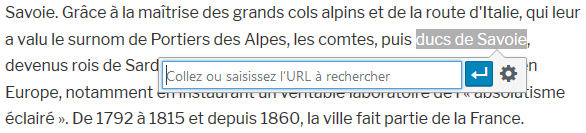 Savoie. Grâce à la maîtrise des grands cols alpins et de la route d'Italie, qui leur
a valu le surnom de Portiers des Alpes, les comtes, puis ducs de Savoie,
devenus rois de Sard en
Collez ou saisissez l'URL à rechercher
Europe, notamment en instaurant un véritable laboratoire de l'« absolutisme
éclairé ». De 1792 à 1815 et depuis 1860, la ville fait partie de la France.